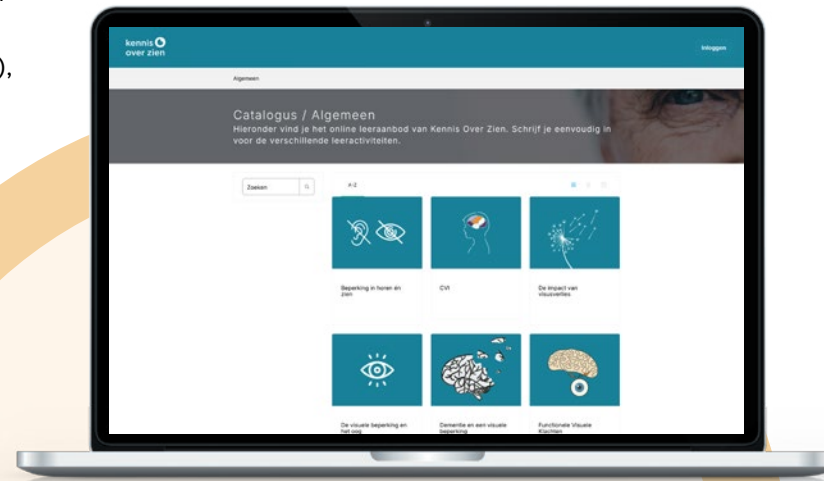 ),
kennis
over zien
Inloggen
Algemeen
Catalogus / Algemeen
Hieronder vind je het online leeraanbod van Kennis Over Zien. Schrijf je eenvoudig in
voor de verschillende leeractiviteiten.
Zoeken
A-Z
Beperking in horen én
zien
CVI
De impact van
visusverlies
De visuele beperking en
het oog
Dementie en een visuele
beperking
Functionele Visuele
Klachten